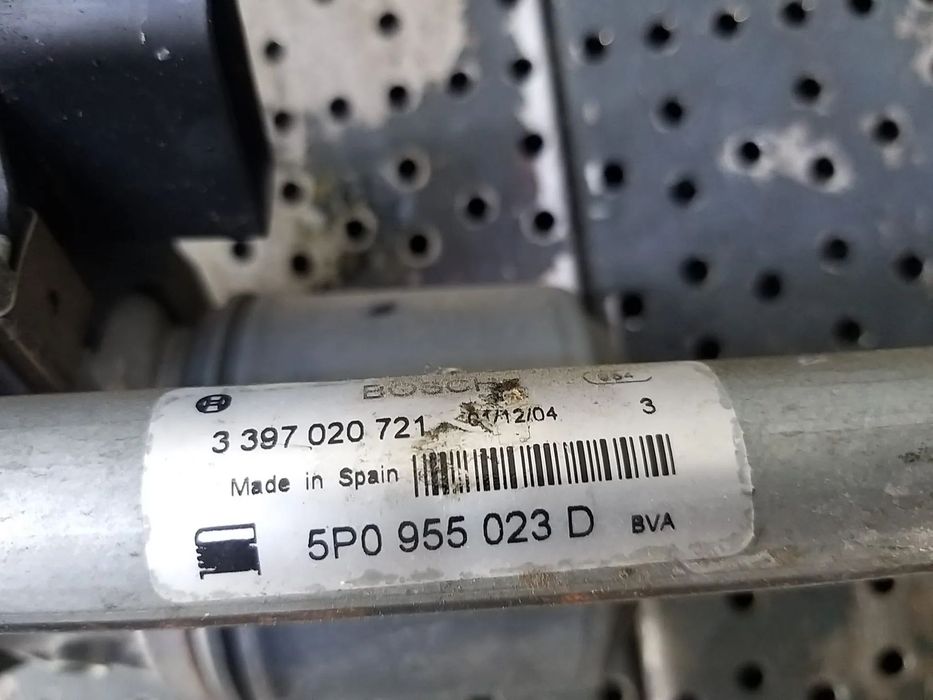 BOSCH
3 397 020 721 01/12/04 3
Made in Spain
5P0 955 023 D BVA